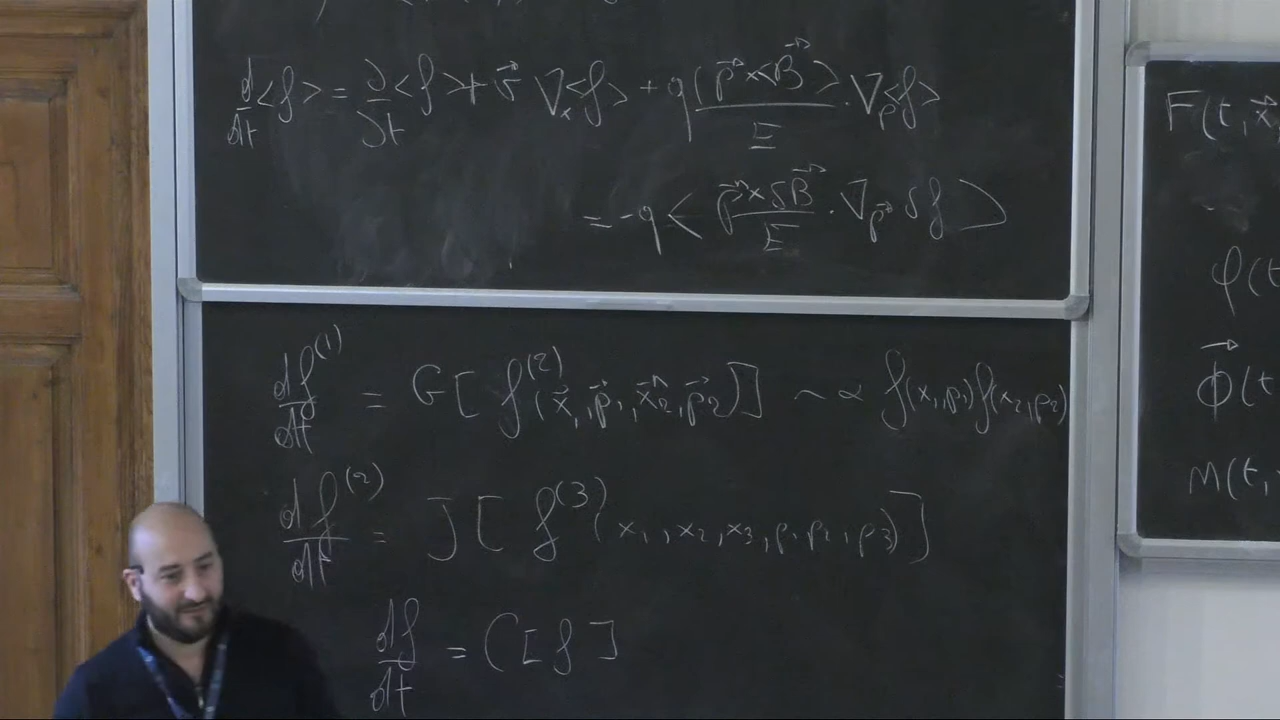 d/dt <f> = ∂/∂t <f> + v⃗ ∇ₓ<f> + q (p⃗ × <B⃗>)/E · ∇ₚ<f>
= -q < (p⃗ × δB⃗)/E · ∇_p⃗ δf >
df⁽¹⁾/dt = G[ f⁽²⁾(x⃗₁, p⃗₁, x⃗₂, p⃗₂) ] ~ ∝ f(x₁,p₁) f(x₂,p₂)
df⁽²⁾/dt = J[ f⁽³⁾(x₁, x₂, x₃, p₁, p₂, p₃) ]
df/dt = C[f]
F(t, x⃗,
φ(t
Φ⃗(t
M(t,